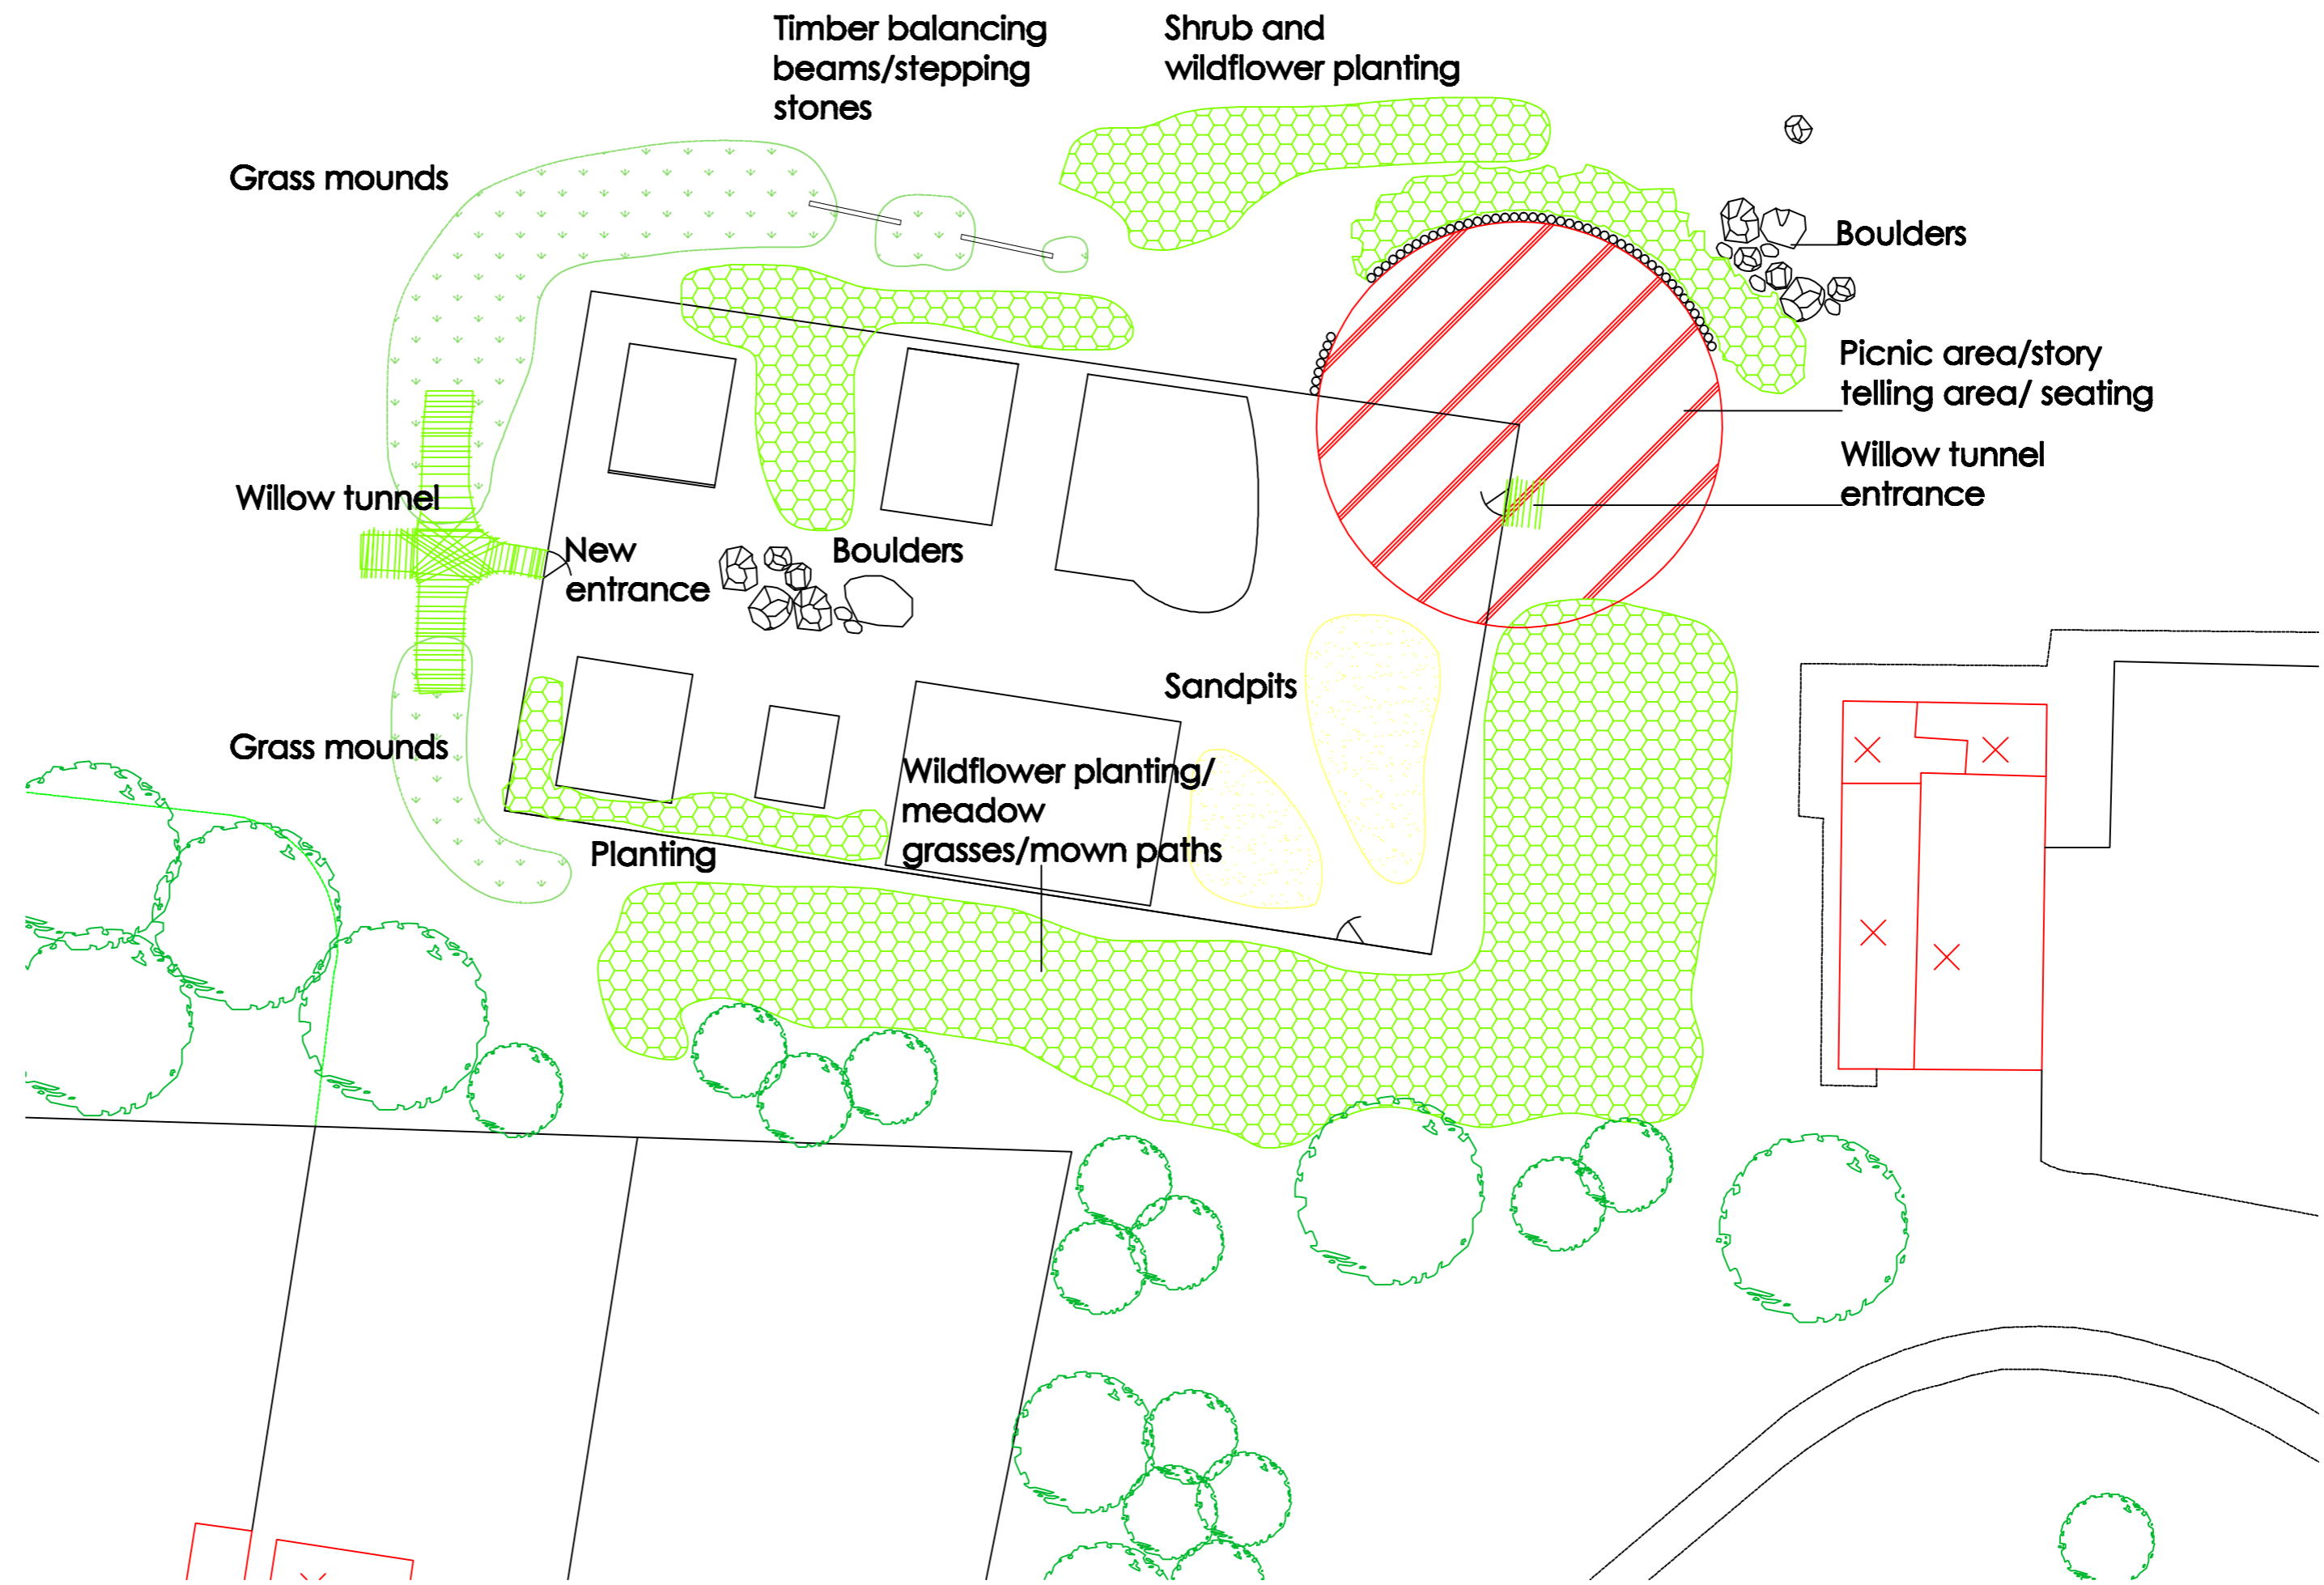 Timber balancing
beams/stepping
stones
Shrub and
wildflower planting
Grass mounds
Boulders
Picnic area/story
telling area/ seating
Willow tunnel
entrance
Willow tunnel
New
entrance
Boulders
Sandpits
Grass mounds
Wildflower planting/
meadow
grasses/mown paths
Planting